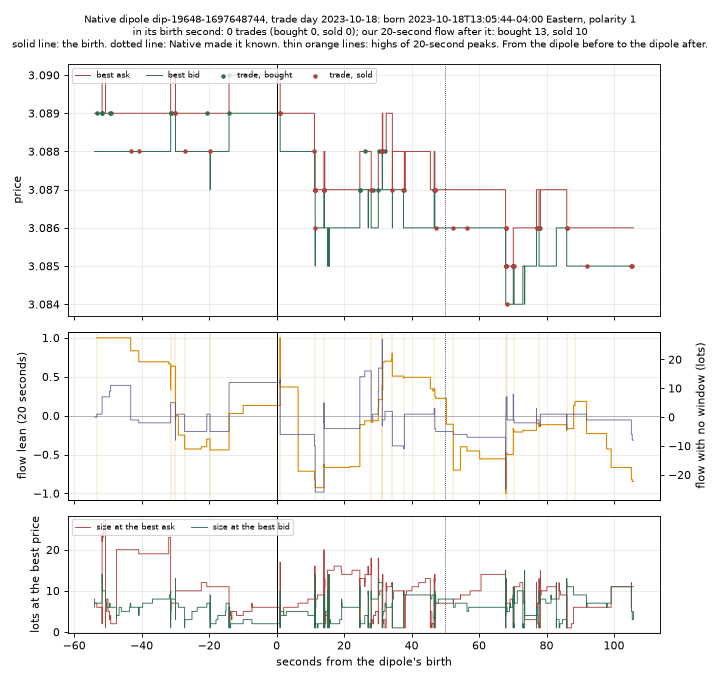 Native dipole dip-19648-1697648744, trade day 2023-10-18: born 2023-10-18T13:05:44-04:00 Eastern, polarity 1
in its birth second: 0 trades (bought 0, sold 0); our 20-second flow after it: bought 13, sold 10
solid line: the birth. dotted line: Native made it known. thin orange lines: highs of 20-second peaks. From the dipole before to the dipole after.
best ask
best bid
trade, bought
trade, sold
3.090
3.089
3.088
3.087
3.086
3.085
3.084
price
1.0
0.5
0.0
−0.5
−1.0
flow lean (20 seconds)
20
10
0
−10
−20
flow with no window (lots)
size at the best ask
size at the best bid
20
10
0
lots at the best price
−60
−40
−20
0
20
40
60
80
100
seconds from the dipole's birth